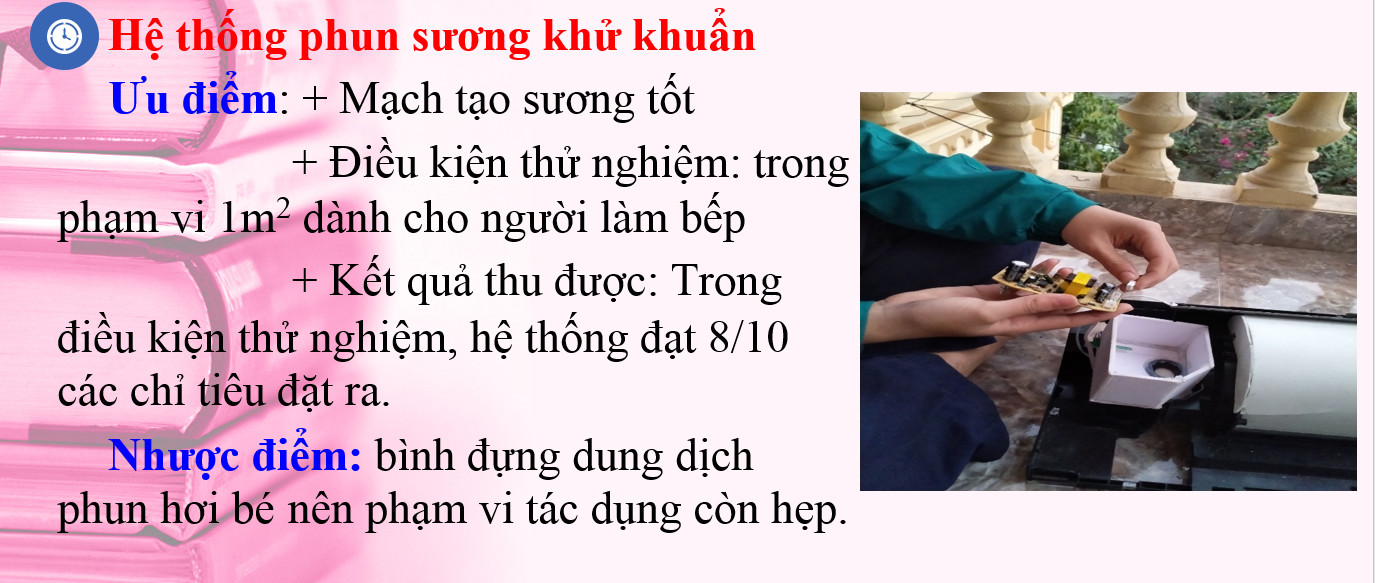 Hệ thống phun sương khử khuẩn
Ưu điểm: + Mạch tạo sương tốt
+ Điều kiện thử nghiệm: trong
phạm vi 1m² dành cho người làm bếp
+ Kết quả thu được: Trong
điều kiện thử nghiệm, hệ thống đạt 8/10
các chỉ tiêu đặt ra.
Nhược điểm: bình đựng dung dịch
phun hơi bé nên phạm vi tác dụng còn hẹp.